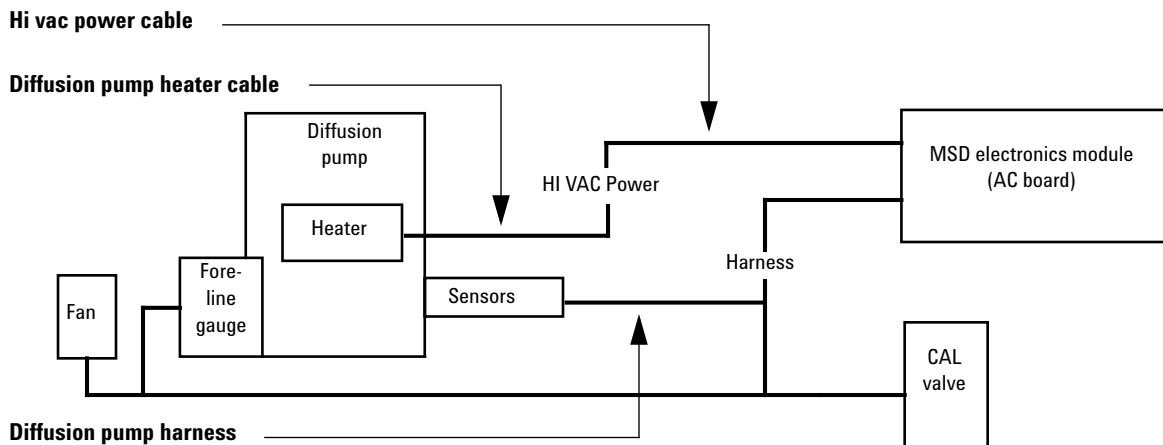 Hi vac power cable
Diffusion pump heater cable
Diffusion
pump
MSD electronics module
(AC board)
HI VAC Power
Heater
Harness
Fore-
line
gauge
Sensors
Fan
CAL
valve
Diffusion pump harness